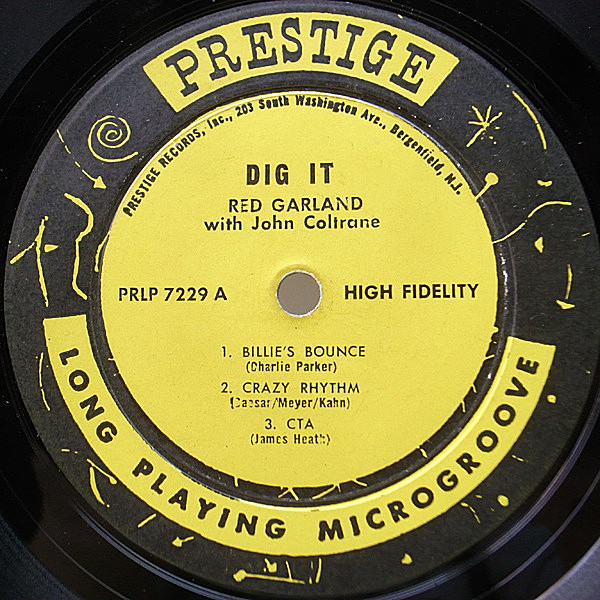 PRESTIGE
PRESTIGE RECORDS, Inc., 203 South Washington Ave., Bergenfield, N.J.
DIG IT
RED GARLAND
with John Coltrane
PRLP 7229 A
HIGH FIDELITY
1. BILLIE'S BOUNCE
(Charlie Parker)
2. CRAZY RHYTHM
(Caesar/Meyer/Kahn)
3. CTA
(James Heath)
LONG PLAYING MICROGROOVE